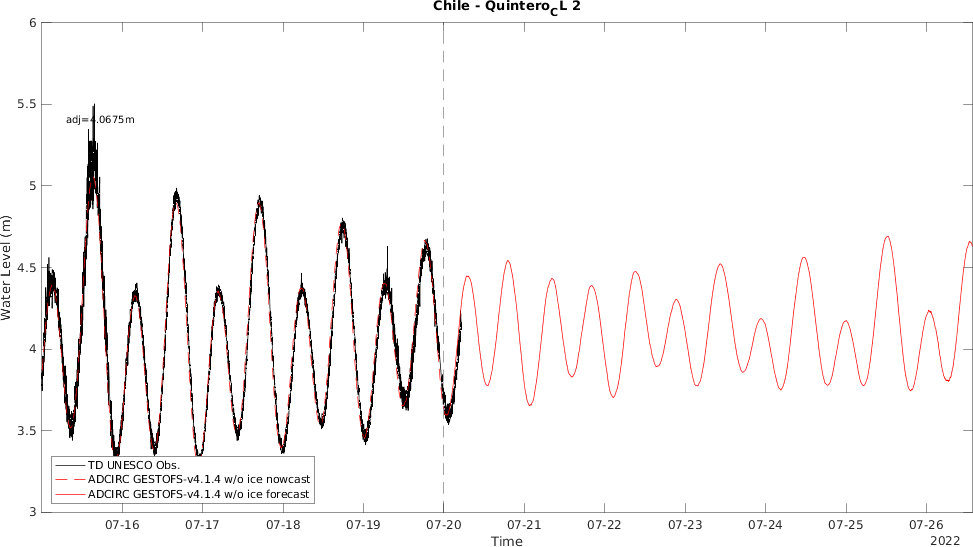 Chile - Quintero_CL 2
6
5.5
adj=4.0675m
5
4.5
4
3.5
3
Water Level (m)
TD UNESCO Obs.
ADCIRC GESTOFS-v4.1.4 w/o ice nowcast
ADCIRC GESTOFS-v4.1.4 w/o ice forecast
07-16 07-17 07-18 07-19 07-20 07-21 07-22 07-23 07-24 07-25 07-26
Time
2022